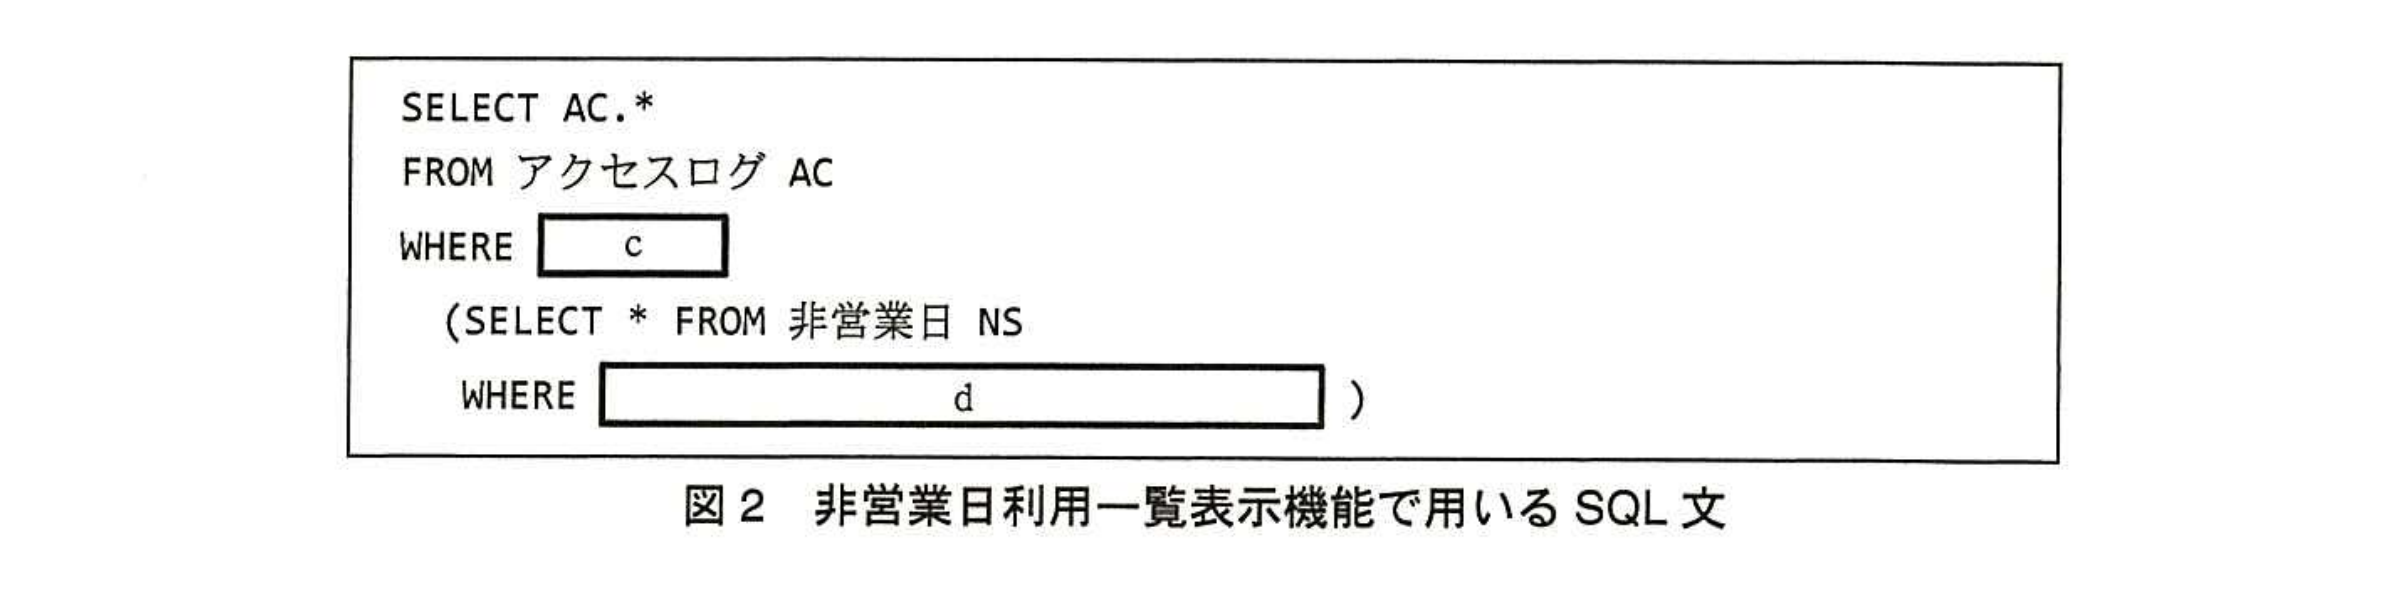 SELECT AC.*
FROM アクセスログ AC
WHERE c
(SELECT * FROM 非営業日 NS
WHERE d )
図2 非営業日利用一覧表示機能で用いる SQL 文